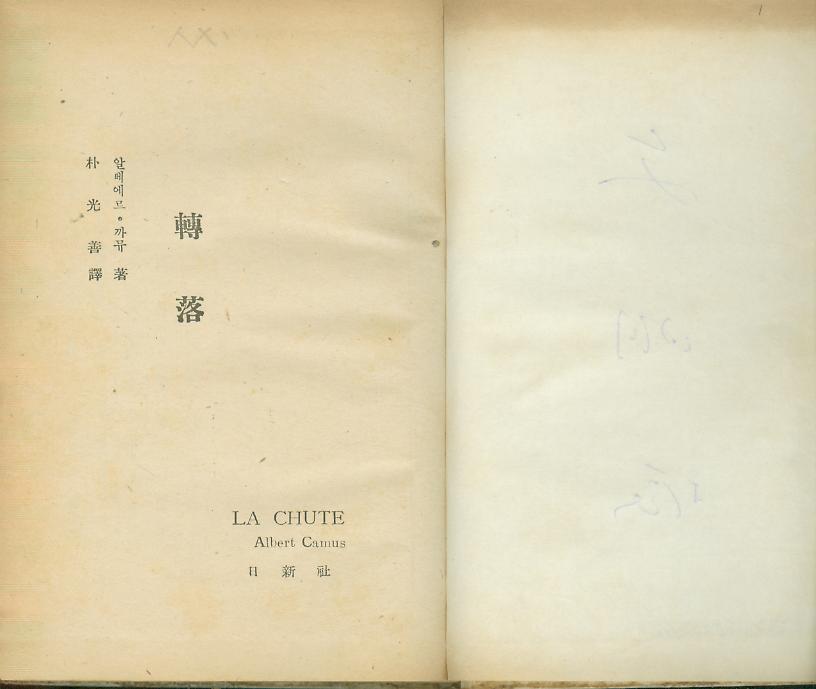 轉落
알베에르·까뮤 著
朴光善 譯
LA CHUTE
Albert Camus
日新社